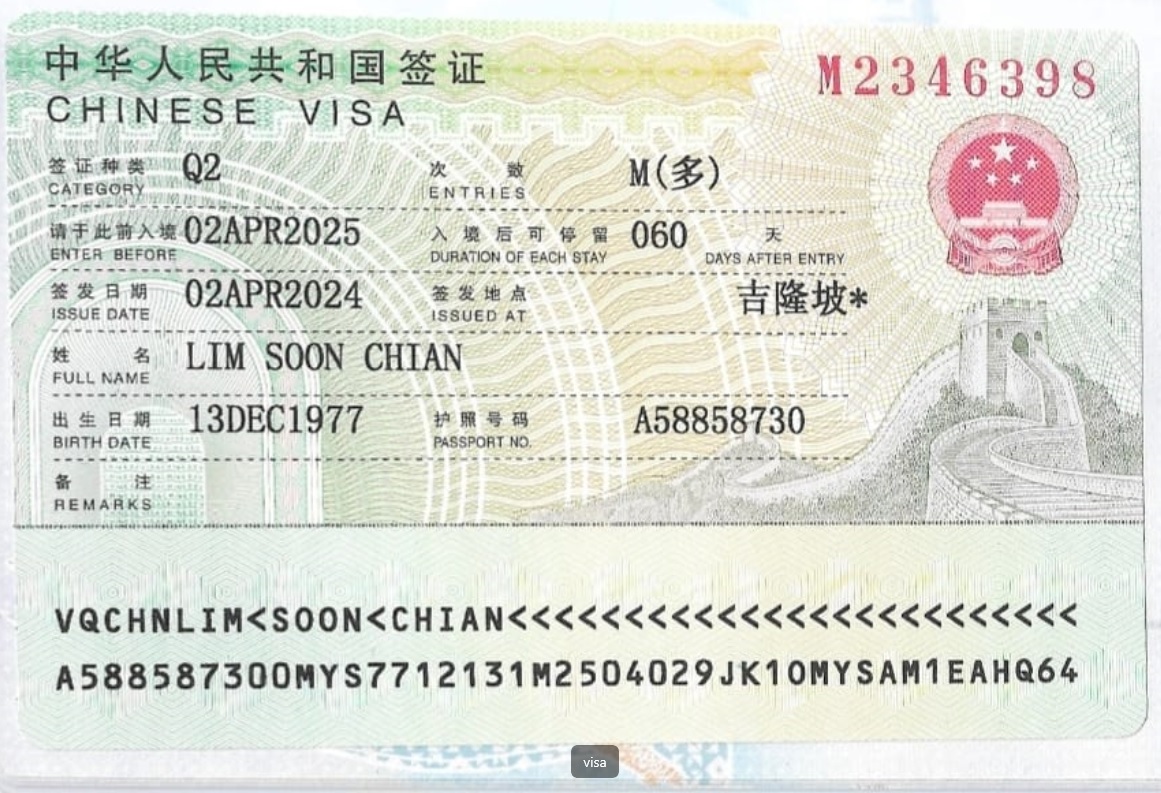 中华人民共和国签证
M2346398
CHINESE VISA
签证种类 Q2 次数 M(多)
CATEGORY ENTRIES
请于此前入境 02APR2025 入境后可停留 060 天
ENTER BEFORE DURATION OF EACH STAY DAYS AFTER ENTRY
签发日期 02APR2024 签发地点 吉隆坡*
ISSUE DATE ISSUED AT
姓名 LIM SOON CHIAN
FULL NAME
出生日期 13DEC1977 护照号码 A58858730
BIRTH DATE PASSPORT NO.
备注
REMARKS
VQCHNLIM<SOON<CHIAN<<<<<<<<<<<<<<<<<<<<<<<<<
A588587300MYS7712131M2504029JK10MYSAM1EAHQ64
visa